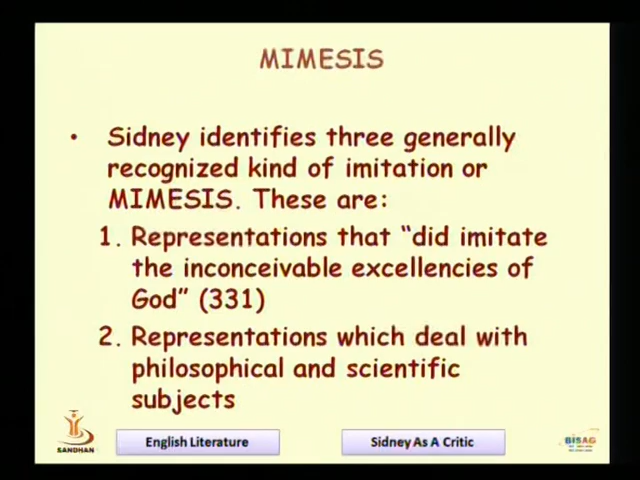 MIMESIS
• Sidney identifies three generally
recognized kind of imitation or
MIMESIS. These are:
1. Representations that “did imitate
the inconceivable excellencies of
God” (331)
2. Representations which deal with
philosophical and scientific
subjects
SANDHAN
English Literature
Sidney As A Critic
BISAG